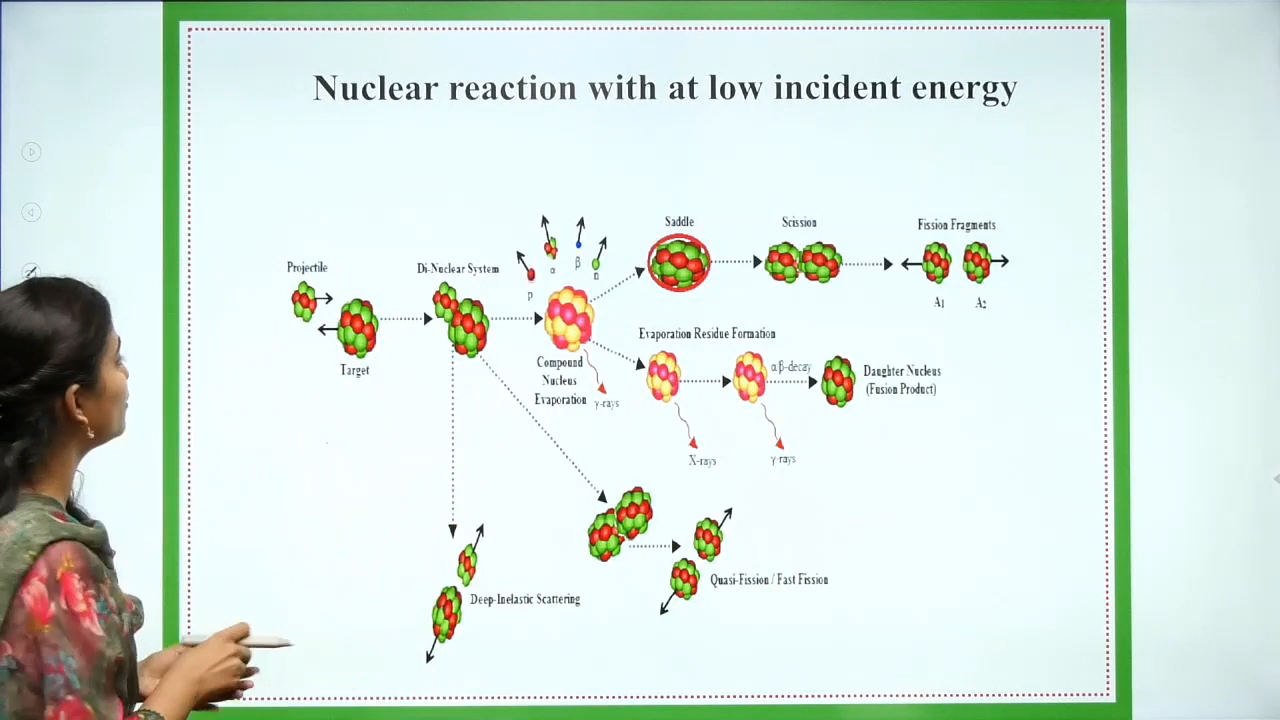 Nuclear reaction with at low incident energy
Projectile
Target
Di-Nuclear System
p
α
β
n
Compound
Nucleus
Evaporation
γ-rays
Saddle
Scission
Fission Fragments
A1
A2
Evaporation Residue Formation
X-rays
γ-rays
α β-decay
Daughter Nucleus
(Fusion Product)
Deep-Inelastic Scattering
Quasi-Fission / Fast Fission